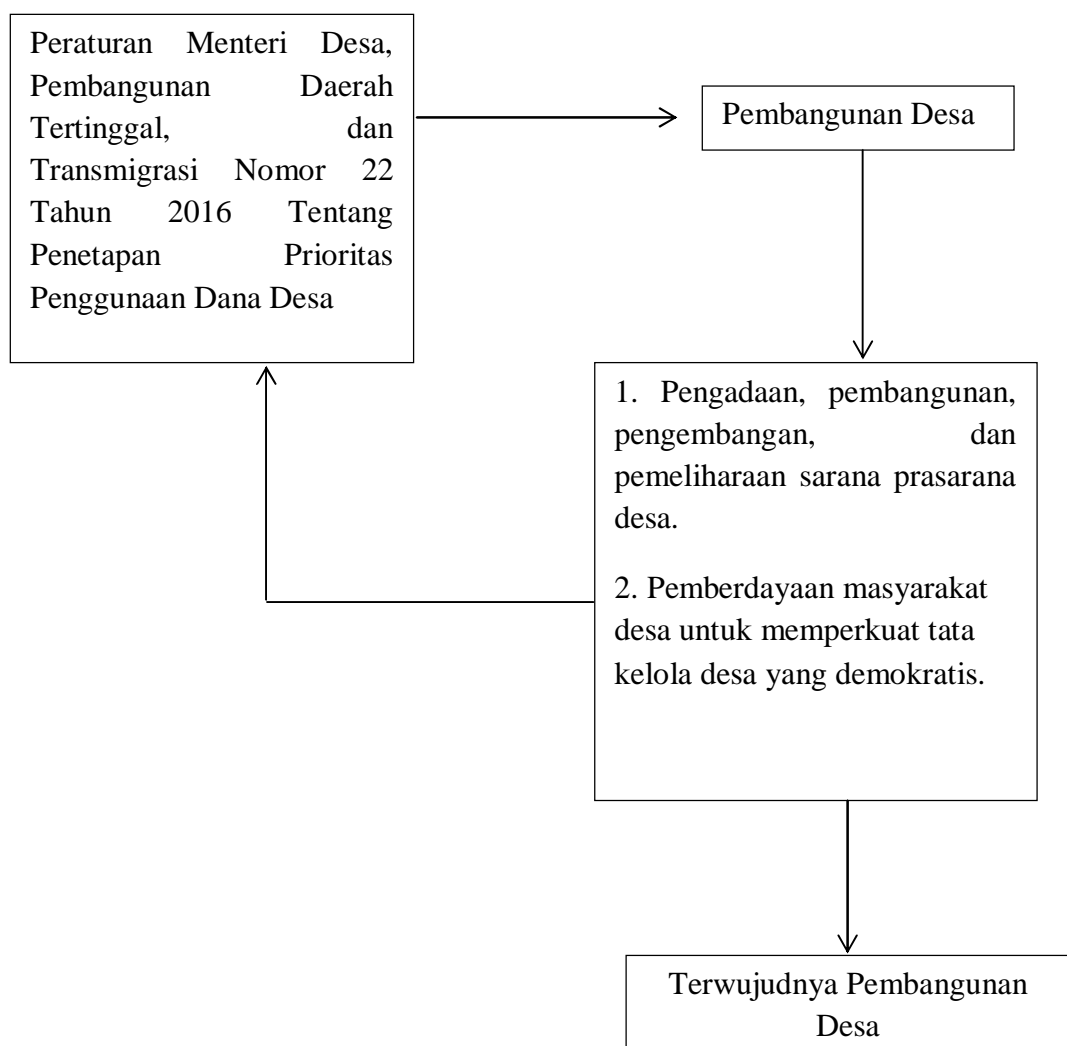 Peraturan Menteri Desa,
Pembangunan Daerah
Tertinggal, dan
Transmigrasi Nomor 22
Tahun 2016 Tentang
Penetapan Prioritas
Penggunaan Dana Desa
Pembangunan Desa
1. Pengadaan, pembangunan,
pengembangan, dan
pemeliharaan sarana prasarana
desa.
2. Pemberdayaan masyarakat
desa untuk memperkuat tata
kelola desa yang demokratis.
Terwujudnya Pembangunan
Desa